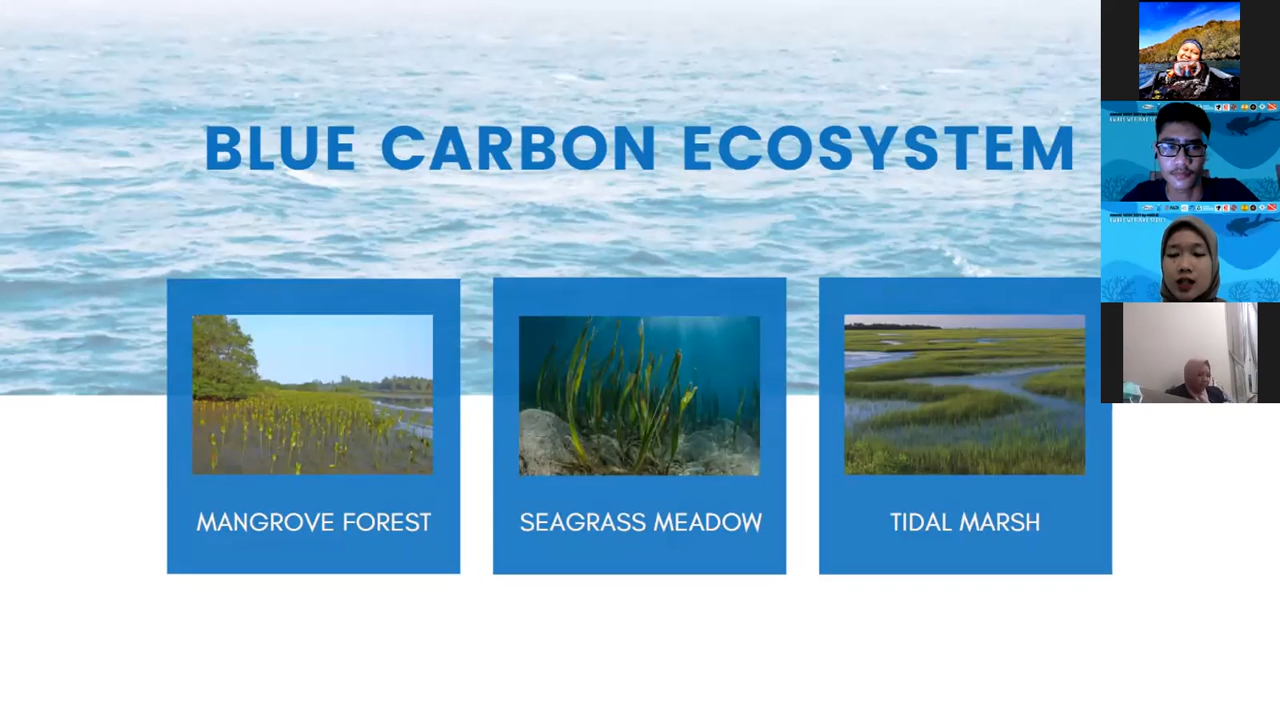 BLUE CARBON ECOSYSTEM
MANGROVE FOREST
SEAGRASS MEADOW
TIDAL MARSH